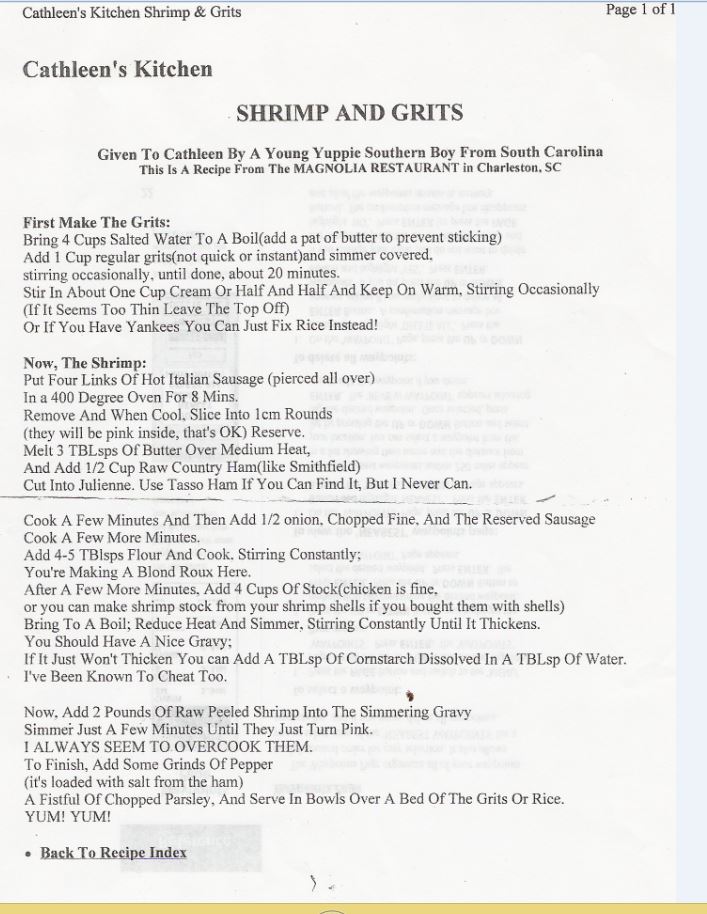 Cathleen's Kitchen Shrimp & Grits
Page 1 of 1
Cathleen's Kitchen
SHRIMP AND GRITS
Given To Cathleen By A Young Yuppie Southern Boy From South Carolina
This Is A Recipe From The MAGNOLIA RESTAURANT in Charleston, SC
First Make The Grits:
Bring 4 Cups Salted Water To A Boil(add a pat of butter to prevent sticking)
Add 1 Cup regular grits(not quick or instant)and simmer covered,
stirring occasionally, until done, about 20 minutes.
Stir In About One Cup Cream Or Half And Half And Keep On Warm, Stirring Occasionally
(If It Seems Too Thin Leave The Top Off)
Or If You Have Yankees You Can Just Fix Rice Instead!
Now, The Shrimp:
Put Four Links Of Hot Italian Sausage (pierced all over)
In a 400 Degree Oven For 8 Mins.
Remove And When Cool, Slice Into 1cm Rounds
(they will be pink inside, that's OK) Reserve.
Melt 3 TBLsps Of Butter Over Medium Heat,
And Add 1/2 Cup Raw Country Ham(like Smithfield)
Cut Into Julienne. Use Tasso Ham If You Can Find It, But I Never Can.
Cook A Few Minutes And Then Add 1/2 onion, Chopped Fine, And The Reserved Sausage
Cook A Few More Minutes.
Add 4-5 TBlsps Flour And Cook, Stirring Constantly;
You're Making A Blond Roux Here.
After A Few More Minutes, Add 4 Cups Of Stock(chicken is fine,
or you can make shrimp stock from your shrimp shells if you bought them with shells)
Bring To A Boil; Reduce Heat And Simmer, Stirring Constantly Until It Thickens.
You Should Have A Nice Gravy;
If It Just Won't Thicken You can Add A TBLsp Of Cornstarch Dissolved In A TBLsp Of Water.
I've Been Known To Cheat Too.
Now, Add 2 Pounds Of Raw Peeled Shrimp Into The Simmering Gravy
Simmer Just A Few Minutes Until They Just Turn Pink.
I ALWAYS SEEM TO OVERCOOK THEM.
To Finish, Add Some Grinds Of Pepper
(it's loaded with salt from the ham)
A Fistful Of Chopped Parsley, And Serve In Bowls Over A Bed Of The Grits Or Rice.
YUM! YUM!
• Back To Recipe Index